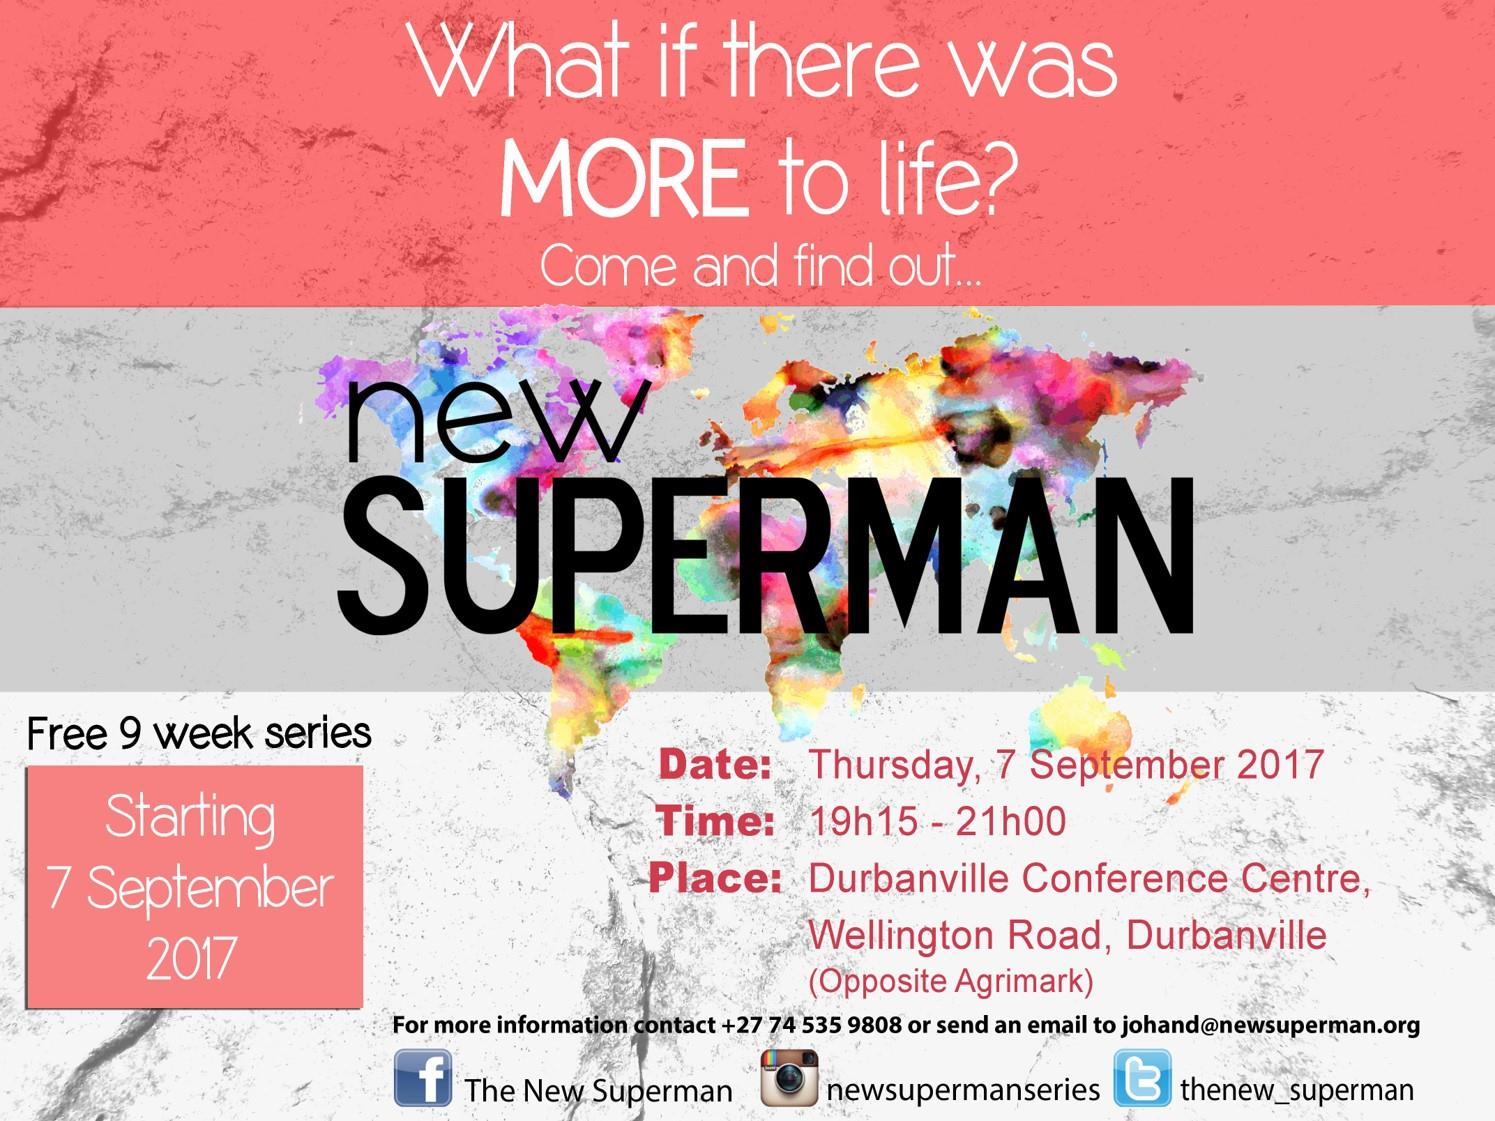 What if there was
MORE to life?
Come and find out...
new
SUPERMAN
Free 9 week series
Starting
7 September
2017
Date: Thursday, 7 September 2017
Time: 19h15 - 21h00
Place: Durbanville Conference Centre,
Wellington Road, Durbanville
(Opposite Agrimark)
For more information contact +27 74 535 9808 or send an email to johand@newsuperman.org
The New Superman newsupermanseries thenew_superman